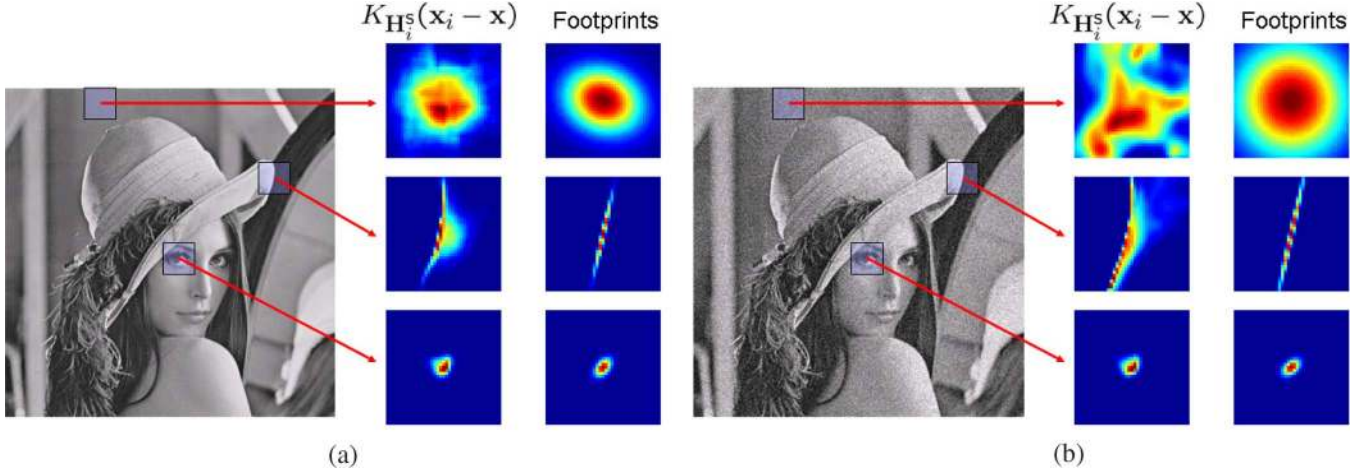 K_{H_i^s}(x_i − x) Footprints
K_{H_i^s}(x_i − x) Footprints
(a)
(b)